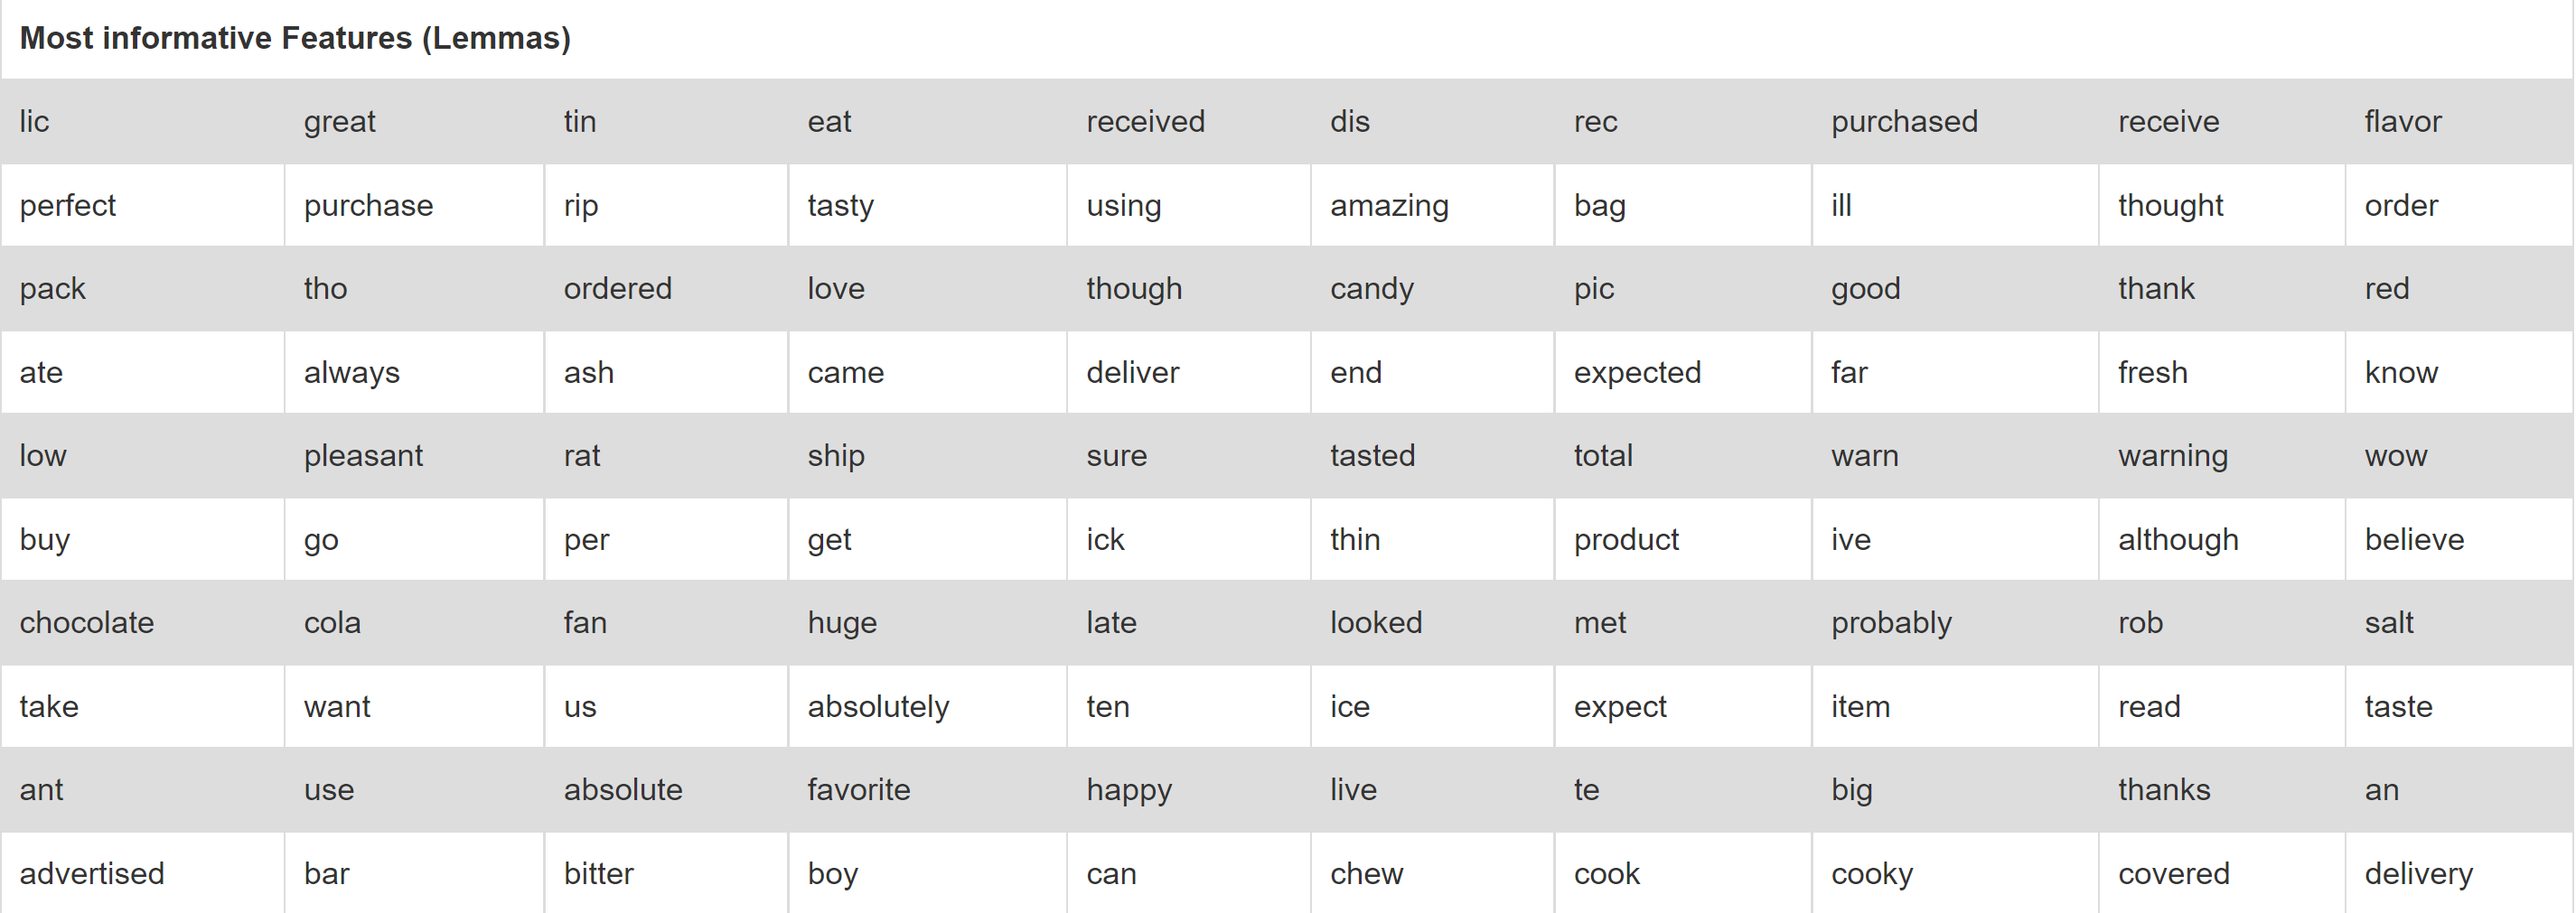 Most informative Features (Lemmas)
lic great tin eat received dis rec purchased receive flavor
perfect purchase rip tasty using amazing bag ill thought order
pack tho ordered love though candy pic good thank red
ate always ash came deliver end expected far fresh know
low pleasant rat ship sure tasted total warn warning wow
buy go per get ick thin product ive although believe
chocolate cola fan huge late looked met probably rob salt
take want us absolutely ten ice expect item read taste
ant use absolute favorite happy live te big thanks an
advertised bar bitter boy can chew cook cooky covered delivery